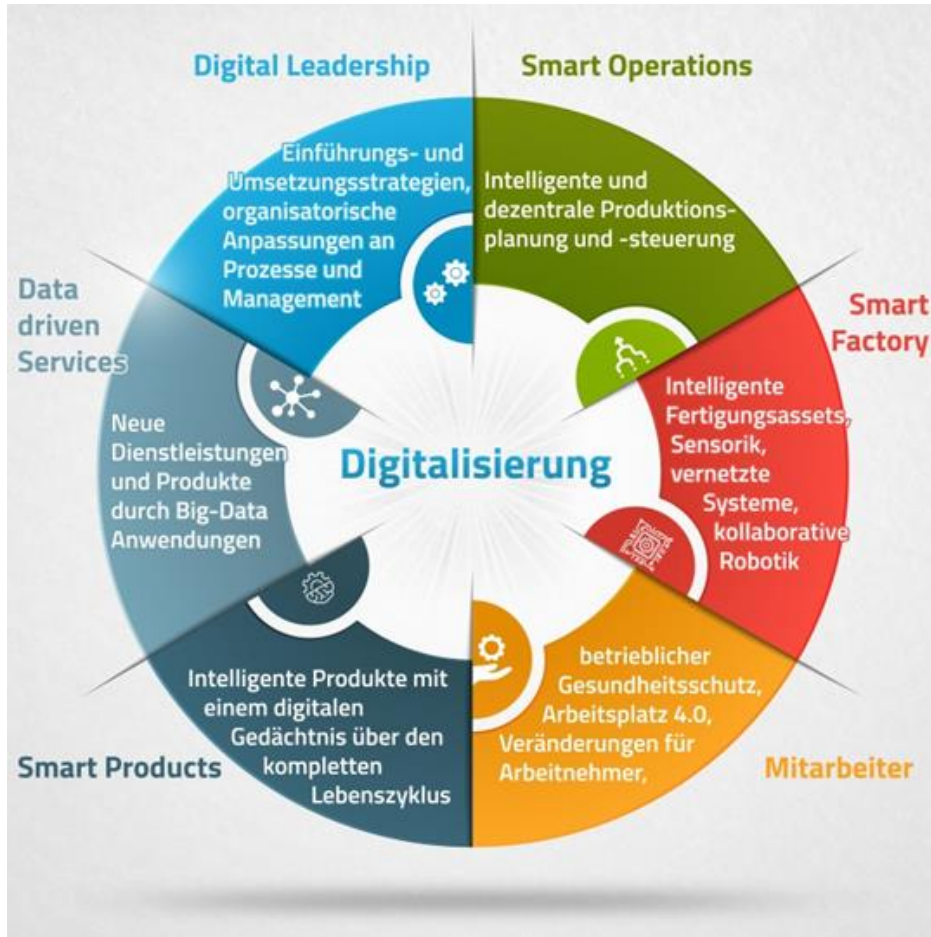 Digital Leadership
Einführungs- und
Umsetzungsstrategien,
organisatorische
Anpassungen an
Prozesse und
Management
Smart Operations
Intelligente und
dezentrale Produktions-
planung und -steuerung
Smart
Factory
Intelligente
Fertigungsassets,
Sensorik,
vernetzte
Systeme,
kollaborative
Robotik
Mitarbeiter
betrieblicher
Gesundheitsschutz,
Arbeitsplatz 4.0,
Veränderungen für
Arbeitnehmer,
Smart Products
Intelligente Produkte mit
einem digitalen
Gedächtnis über den
kompletten
Lebenszyklus
Data
driven
Services
Neue
Dienstleistungen
und Produkte
durch Big-Data
Anwendungen
Digitalisierung